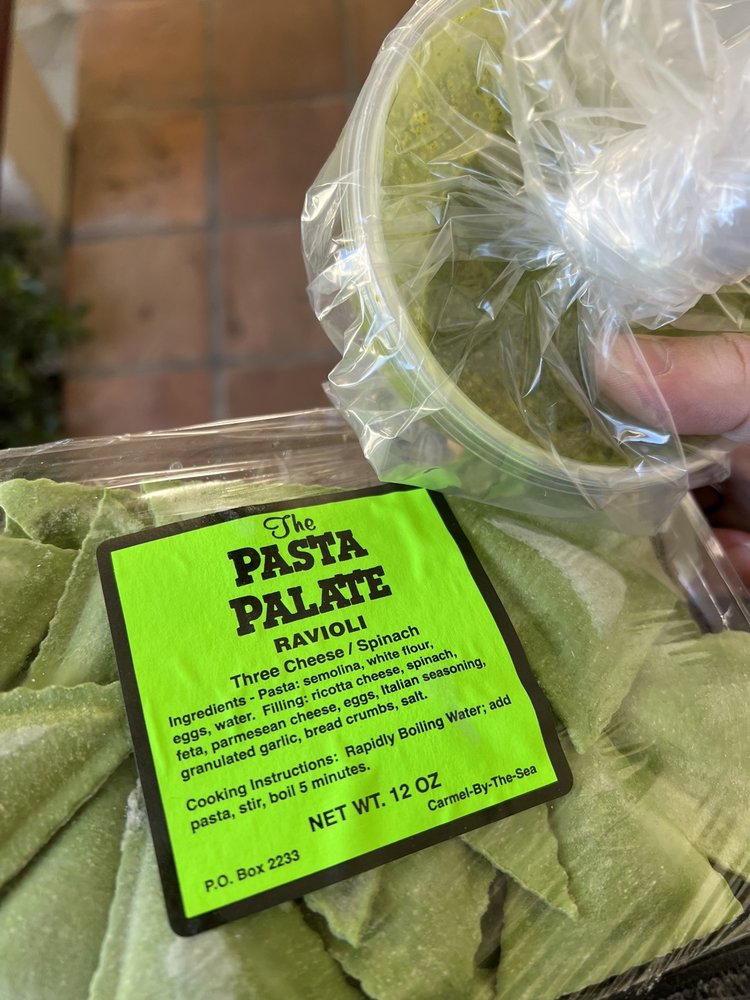 The
PASTA
PALATE
RAVIOLI
Three Cheese / Spinach
Ingredients - Pasta: semolina, white flour,
eggs, water. Filling: ricotta cheese, spinach,
feta, parmesean cheese, eggs, Italian seasoning,
granulated garlic, bread crumbs, salt.
Cooking Instructions: Rapidly Boiling Water; add
pasta, stir, boil 5 minutes.
NET WT. 12 OZ
P.O. Box 2233
Carmel-By-The-Sea